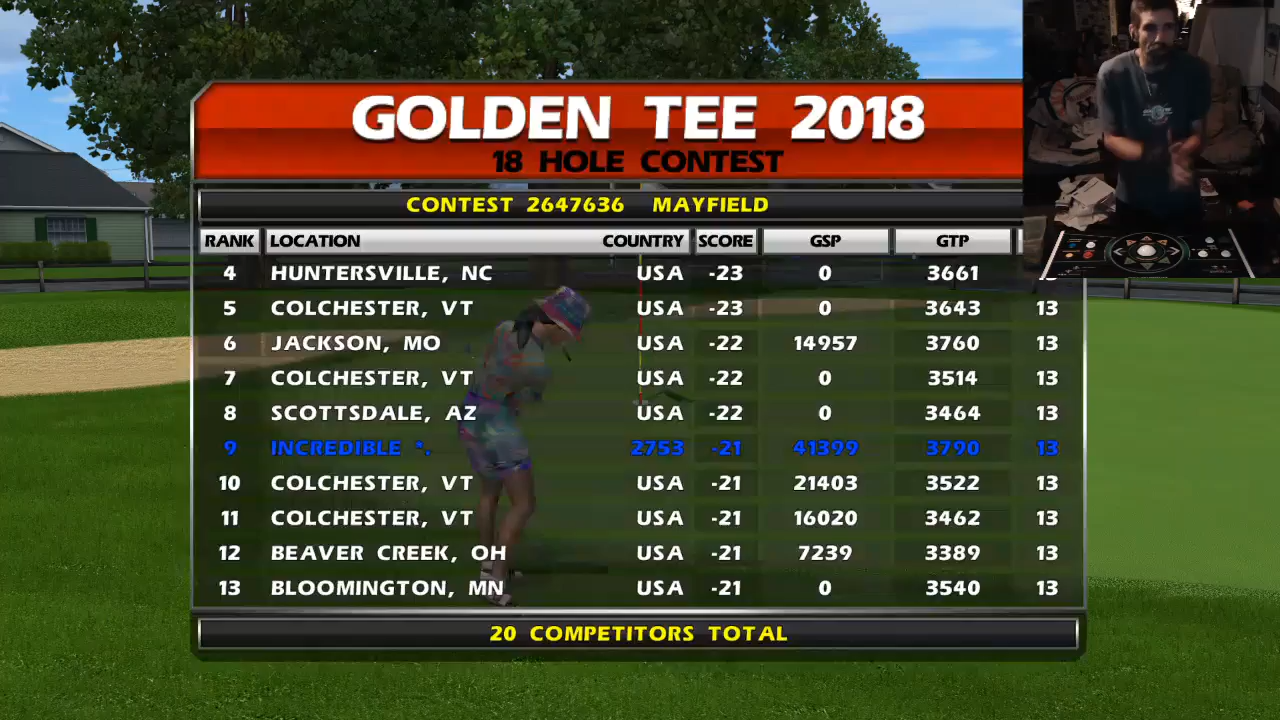 GOLDEN TEE 2018
18 HOLE CONTEST
CONTEST 2647636 MAYFIELD
RANK LOCATION COUNTRY SCORE GSP GTP
4 HUNTERSVILLE, NC USA -23 0 3661
5 COLCHESTER, VT USA -23 0 3643 13
6 JACKSON, MO USA -22 14957 3760 13
7 COLCHESTER, VT USA -22 0 3514 13
8 SCOTTSDALE, AZ USA -22 0 3464 13
9 INCREDIBLE *. 2753 -21 41399 3790 13
10 COLCHESTER, VT USA -21 21403 3522 13
11 COLCHESTER, VT USA -21 16020 3462 13
12 BEAVER CREEK, OH USA -21 7239 3389 13
13 BLOOMINGTON, MN USA -21 0 3540 13
20 COMPETITORS TOTAL